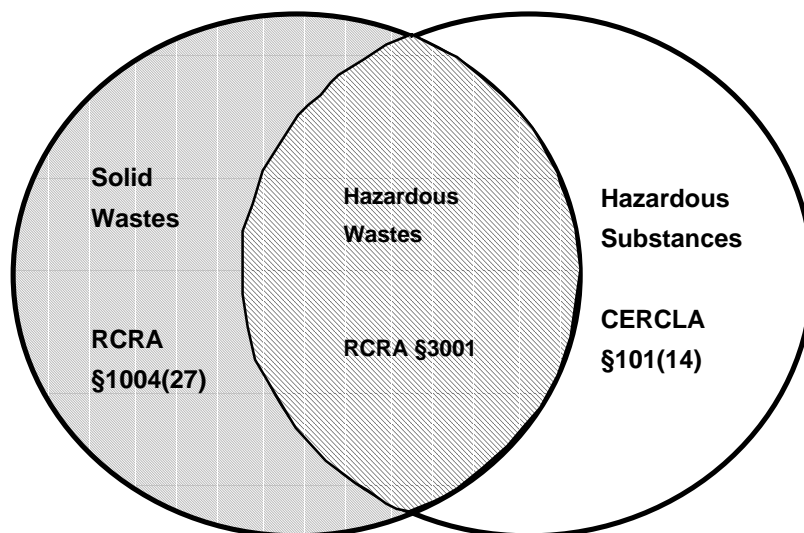 Solid
Wastes
RCRA
§1004(27)
Hazardous
Wastes
RCRA §3001
Hazardous
Substances
CERCLA
§101(14)